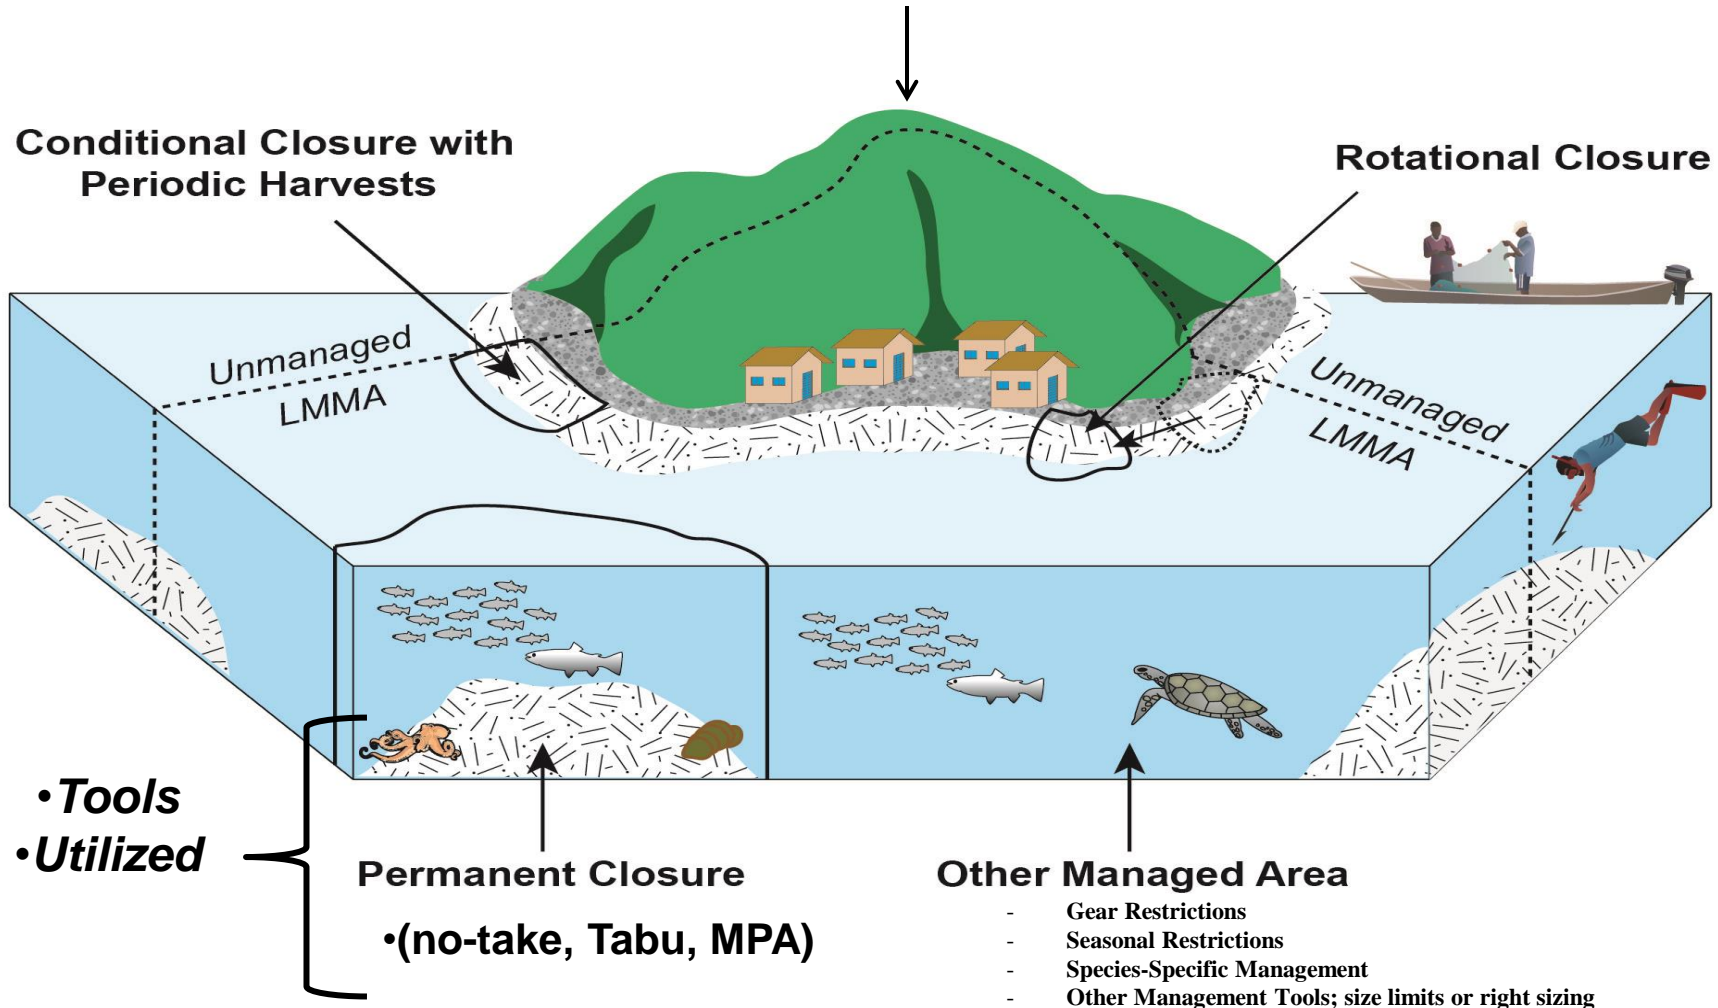 Conditional Closure with
Periodic Harvests
Rotational Closure
Unmanaged
LMMA
Unmanaged
LMMA
•Tools
•Utilized
Permanent Closure
•(no-take, Tabu, MPA)
Other Managed Area
- Gear Restrictions
- Seasonal Restrictions
- Species-Specific Management
- Other Management Tools; size limits or right sizing